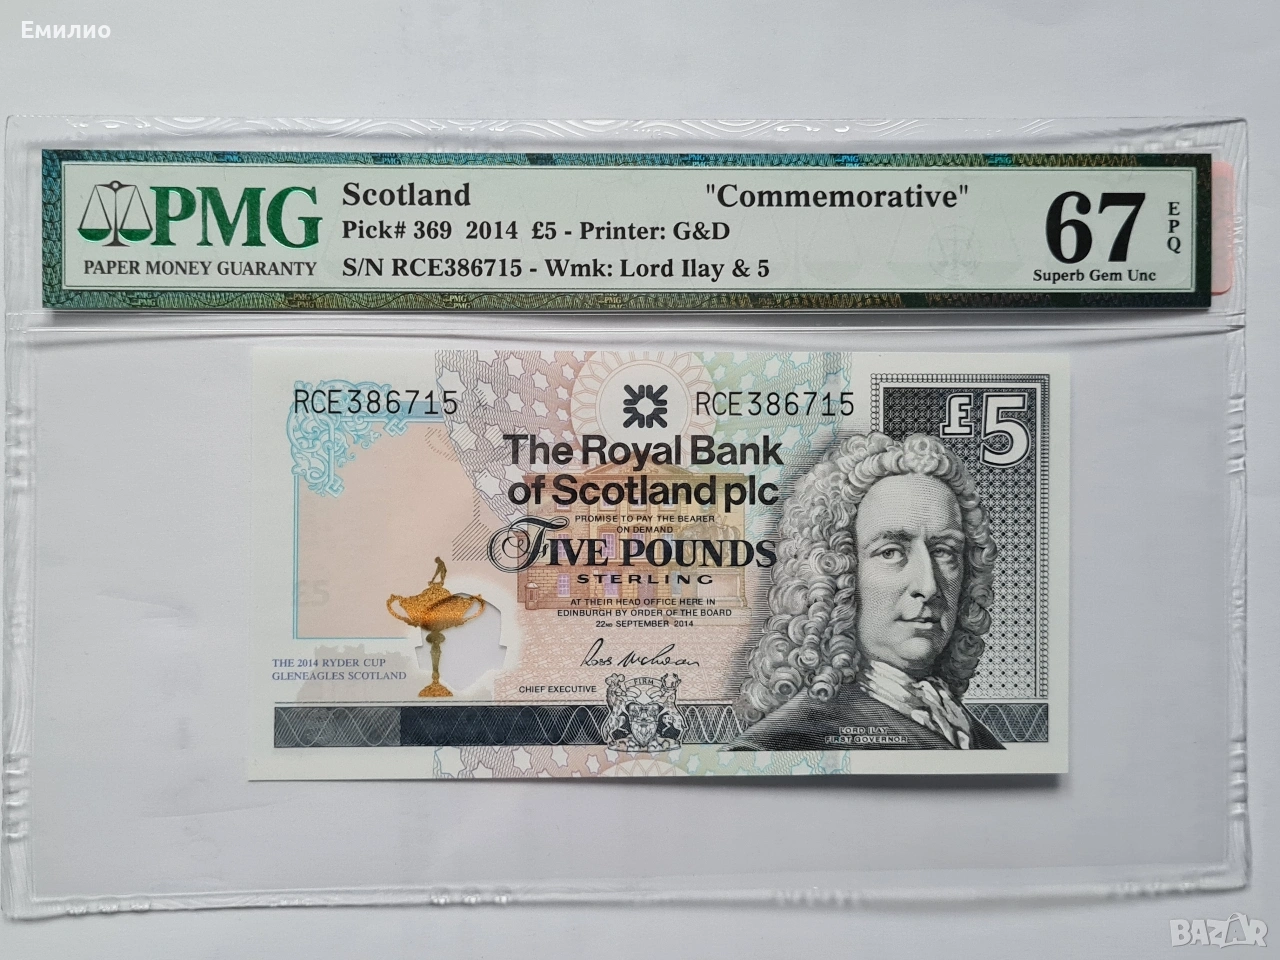 Емилио
PMG
PAPER MONEY GUARANTY
Scotland "Commemorative"
Pick# 369 2014 £5 - Printer: G&D
S/N RCE386715 - Wmk: Lord Ilay & 5
67
EPQ
Superb Gem Unc
RCE386715 RCE386715
£5
The Royal Bank
of Scotland plc
PROMISE TO PAY THE BEARER
ON DEMAND
FIVE POUNDS
STERLING
AT THEIR HEAD OFFICE HERE IN
EDINBURGH BY ORDER OF THE BOARD
22ND SEPTEMBER 2014
£5
THE 2014 RYDER CUP
GLENEAGLES SCOTLAND
CHIEF EXECUTIVE
FIRM
LORD ILAY
FIRST GOVERNOR
BAZAR